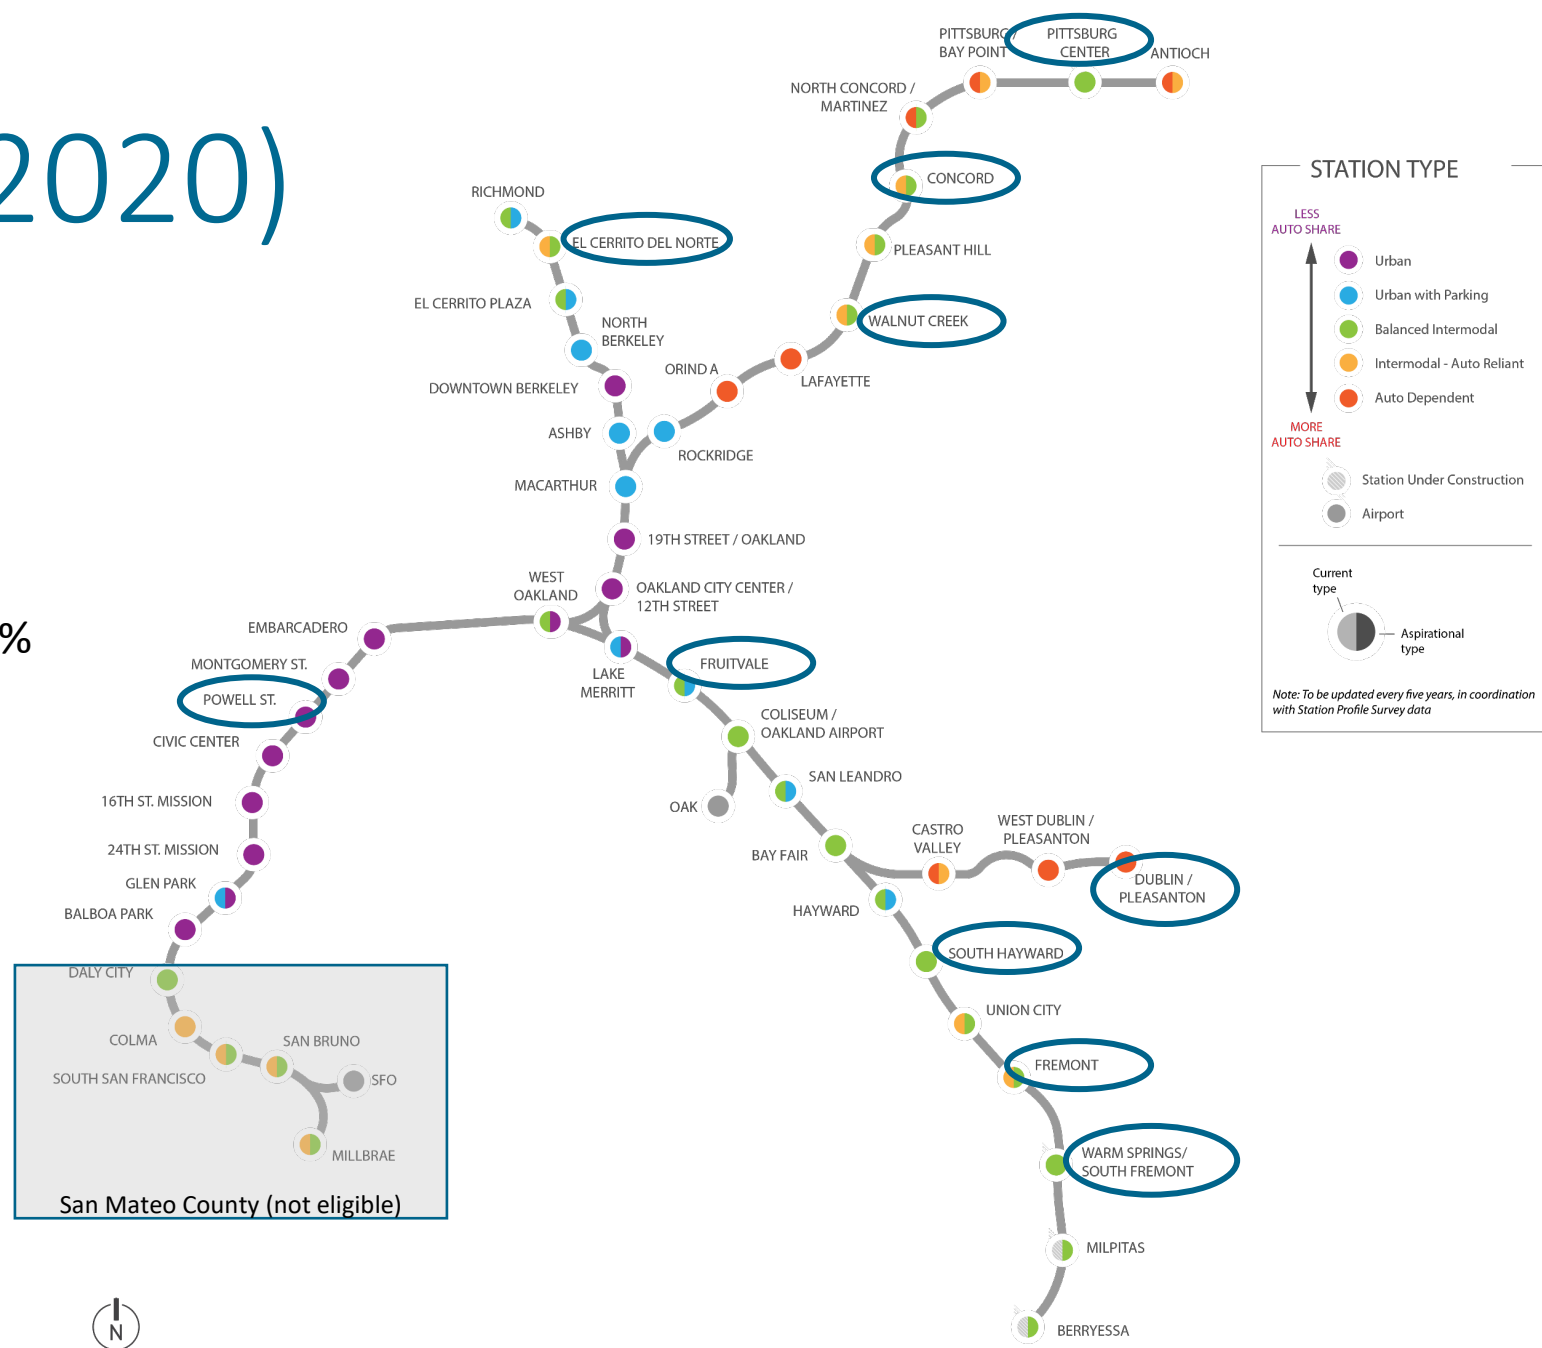 2020)
%
PITTSBURG /
BAY POINT
PITTSBURG
CENTER
ANTIOCH
NORTH CONCORD /
MARTINEZ
CONCORD
RICHMOND
EL CERRITO DEL NORTE
PLEASANT HILL
EL CERRITO PLAZA
WALNUT CREEK
NORTH
BERKELEY
ORIND A
LAFAYETTE
DOWNTOWN BERKELEY
ASHBY
ROCKRIDGE
MACARTHUR
19TH STREET / OAKLAND
WEST
OAKLAND
OAKLAND CITY CENTER /
12TH STREET
EMBARCADERO
MONTGOMERY ST.
LAKE
MERRITT
FRUITVALE
POWELL ST.
COLISEUM /
OAKLAND AIRPORT
CIVIC CENTER
SAN LEANDRO
OAK
16TH ST. MISSION
24TH ST. MISSION
BAY FAIR
CASTRO
VALLEY
WEST DUBLIN /
PLEASANTON
DUBLIN /
PLEASANTON
GLEN PARK
HAYWARD
BALBOA PARK
SOUTH HAYWARD
DALY CITY
UNION CITY
COLMA
SAN BRUNO
SOUTH SAN FRANCISCO
SFO
FREMONT
MILLBRAE
WARM SPRINGS/
SOUTH FREMONT
San Mateo County (not eligible)
MILPITAS
BERRYESSA
N
STATION TYPE
LESS
AUTO SHARE
Urban
Urban with Parking
Balanced Intermodal
Intermodal - Auto Reliant
Auto Dependent
MORE
AUTO SHARE
Station Under Construction
Airport
Current
type
Aspirational
type
Note: To be updated every five years, in coordination
with Station Profile Survey data